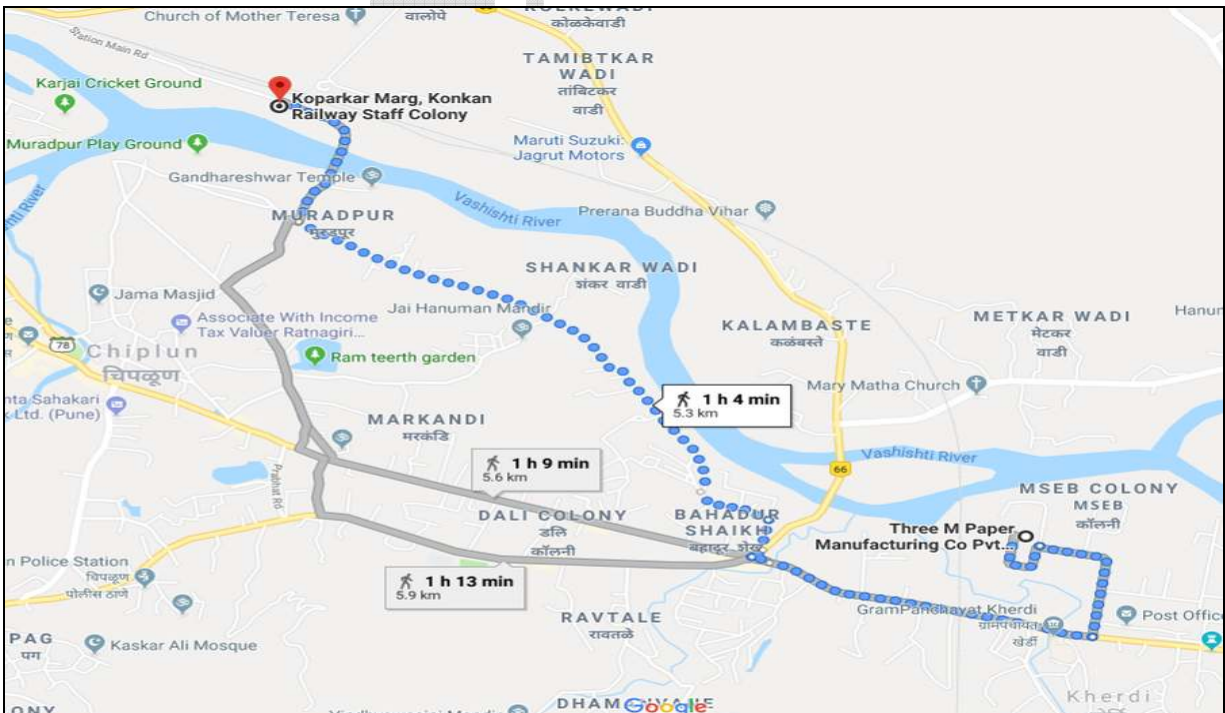 Church of Mother Teresa
वालोपे
कोळकेवाडी
Station Main Rd
TAMIBTKAR
WADI
तांबिटकर
वाडी
Karjai Cricket Ground
Koparkar Marg, Konkan
Railway Staff Colony
Muradpur Play Ground
Maruti Suzuki:
Jagrut Motors
Gandhareshwar Temple
Vashishti River
Prerana Buddha Vihar
MURADPUR
मुरादपूर
SHANKAR WADI
शंकर वाडी
Jama Masjid
Jai Hanuman Mandir
Associate With Income
Tax Valuer Ratnagiri...
KALAMBASTE
कळंबस्ते
METKAR WADI
मेटकर
वाडी
78
Chiplun
चिपळूण
Ram teerth garden
Mary Matha Church
1 h 4 min
5.3 km
nta Sahakari
Ltd. (Pune)
MARKANDI
मरकंडि
1 h 9 min
5.6 km
66
Vashishti River
Prabhat Rd
MSEB COLONY
MSEB
कॉलनी
DALI COLONY
डलि
कॉलनी
BAHADUR
SHAIKH
बहादूर शेख
Three M Paper
Manufacturing Co Pvt...
n Police Station
चिपळूण
पोलीस ठाणे
1 h 13 min
5.9 km
GramPanchayat Kherdi
ग्रामपंचायत
खेर्डी
Post Office
RAVTALE
रावतळे
PAG
पग
Kaskar Ali Mosque
Kherdi
Google